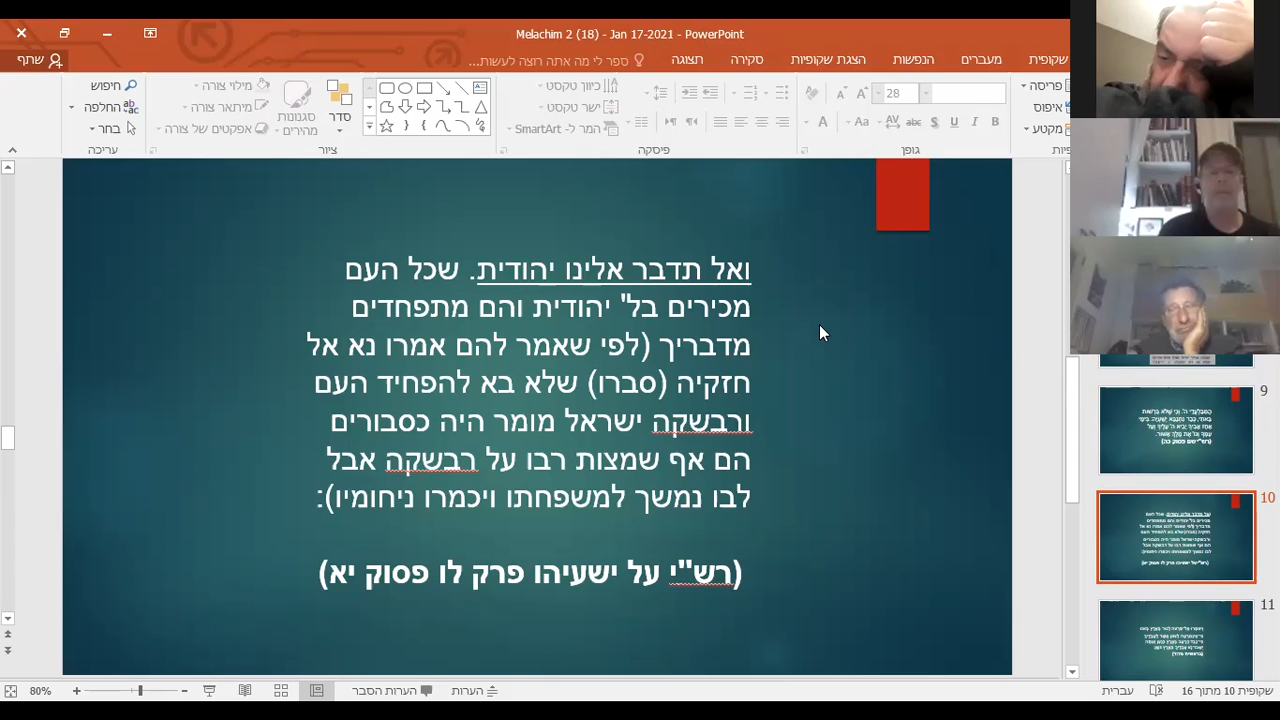 Melachim 2 (18) - Jan 17-2021 - PowerPoint
שקופית
מעברים
הנפשות
הצגת שקופיות
סקירה
תצוגה
ספר לי מה אתה רוצה לעשות...
שתף
פריסה
איפוס
מקטע
28
גופן
כיוון טקסט
ישר טקסט
המר ל- SmartArt
פיסקה
סדר
סגנונות מהירים
מילוי צורה
מיתאר צורה
אפקטים של צורה
ציור
חיפוש
החלפה
בחר
עריכה
ואל תדבר אלינו יהודית. שכל העם
מכירים בל' יהודית והם מתפחדים
מדבריך (לפי שאמר להם אמרו נא אל
חזקיה (סברו) שלא בא להפחיד העם
ורבשקה ישראל מומר היה כסבורים
הם אף שמצות רבו על רבשקה אבל
לבו נמשך למשפחתו ויכמרו ניחומיו):
(רש"י על ישעיהו פרק לו פסוק יא)
9
10
11
שקופית 10 מתוך 16
עברית
הערות
הערות הסבר
80%